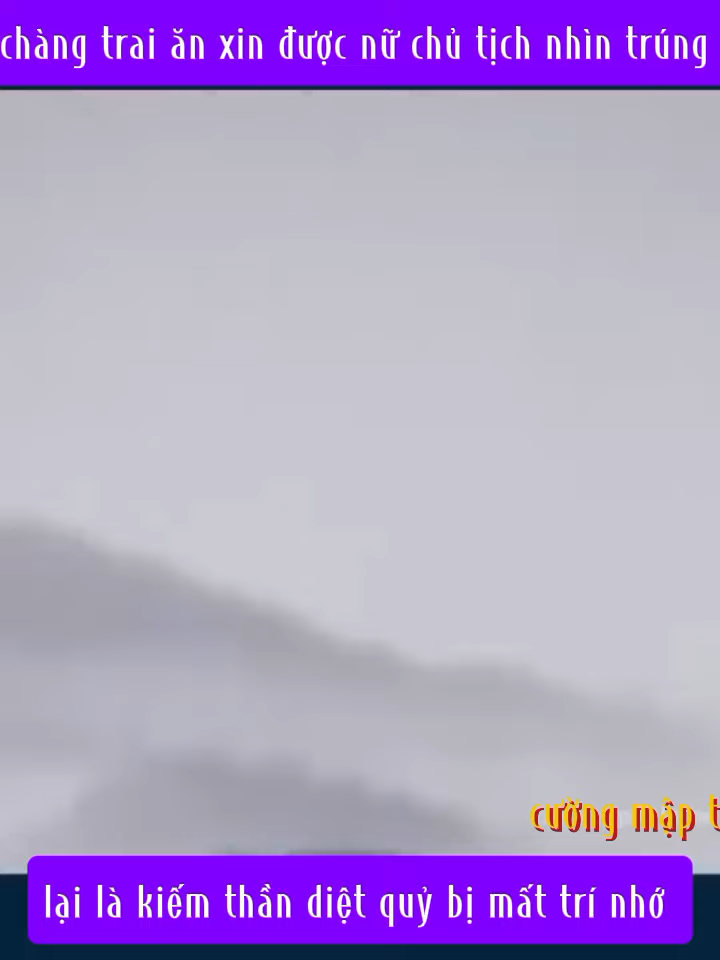 chàng trai ăn xin được nữ chủ tịch nhìn trúng
cường mập
lại là kiếm thần diệt quỷ bị mất trí nhớ